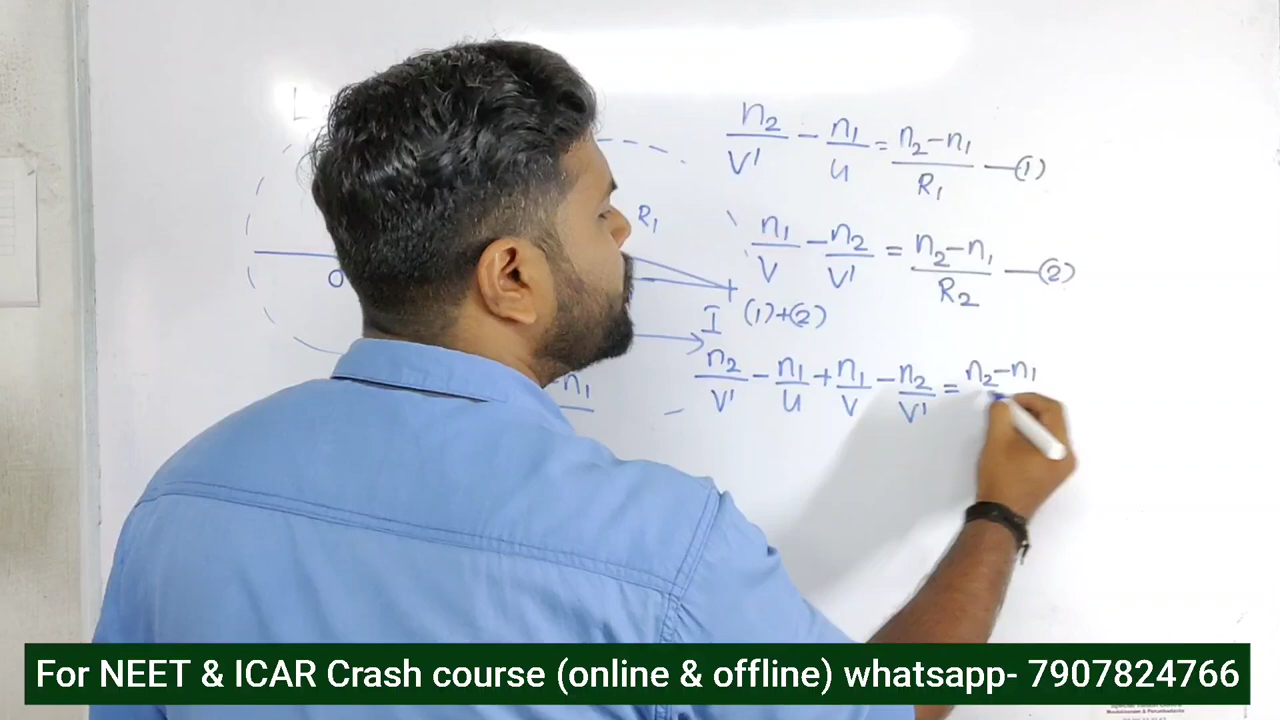 L
n₂/V' - n₁/u = n₂-n₁/R₁ —(1)
R₁
n₁/V - n₂/V' = n₂-n₁/R₂ —(2)
O
I
(1)+(2)
n₂/V' - n₁/u + n₁/V - n₂/V' = n₂-n₁
-n₁
For NEET & ICAR Crash course (online & offline) whatsapp- 7907824766